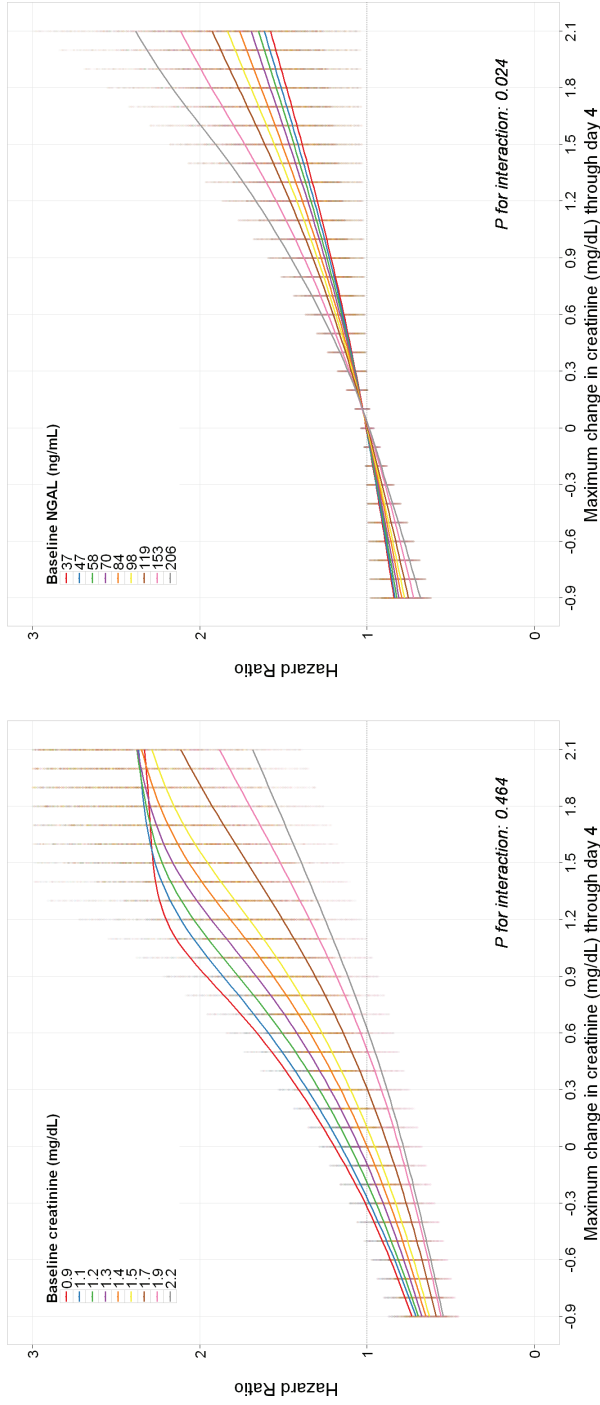 Baseline creatinine (mg/dL)
0.9
1.1
1.2
1.3
1.4
1.5
1.7
1.9
2.2
Hazard Ratio
3
2
1
0
P for interaction: 0.464
-0.9 -0.6 -0.3 0 0.3 0.6 0.9 1.2 1.5 1.8 2.1
Maximum change in creatinine (mg/dL) through day 4
Baseline NGAL (ng/mL)
37
47
58
70
84
98
119
153
206
Hazard Ratio
3
2
1
0
P for interaction: 0.024
-0.9 -0.6 -0.3 0 0.3 0.6 0.9 1.2 1.5 1.8 2.1
Maximum change in creatinine (mg/dL) through day 4